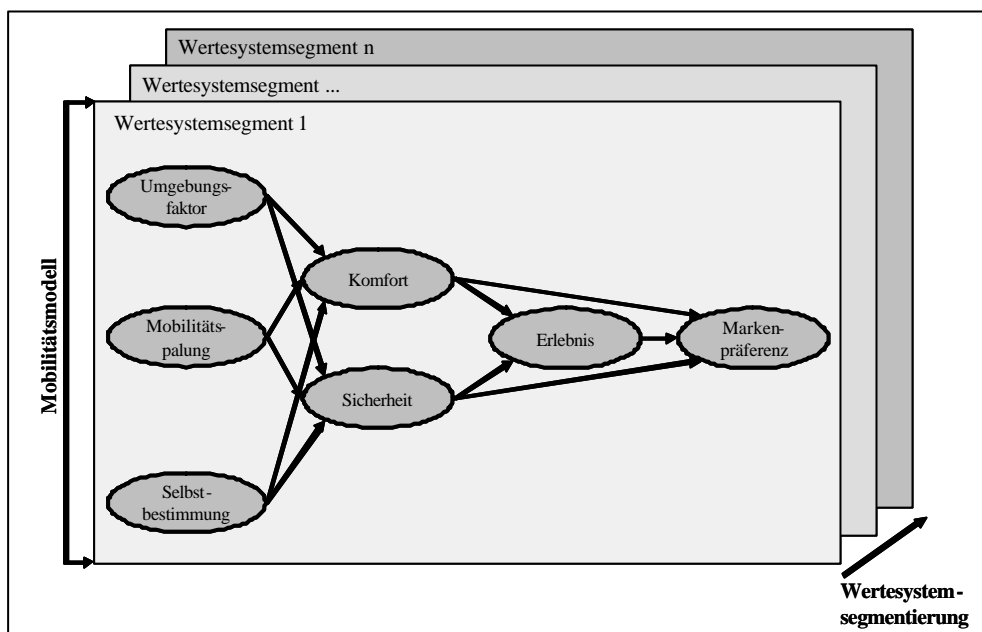 Wertesystemsegment n
Wertesystemsegment ...
Wertesystemsegment 1
Umgebungs-
faktor
Komfort
Mobilitäts-
palung
Erlebnis
Marken-
präferenz
Sicherheit
Selbst-
bestimmung
Mobilitätsmodell
Wertesystem-
segmentierung